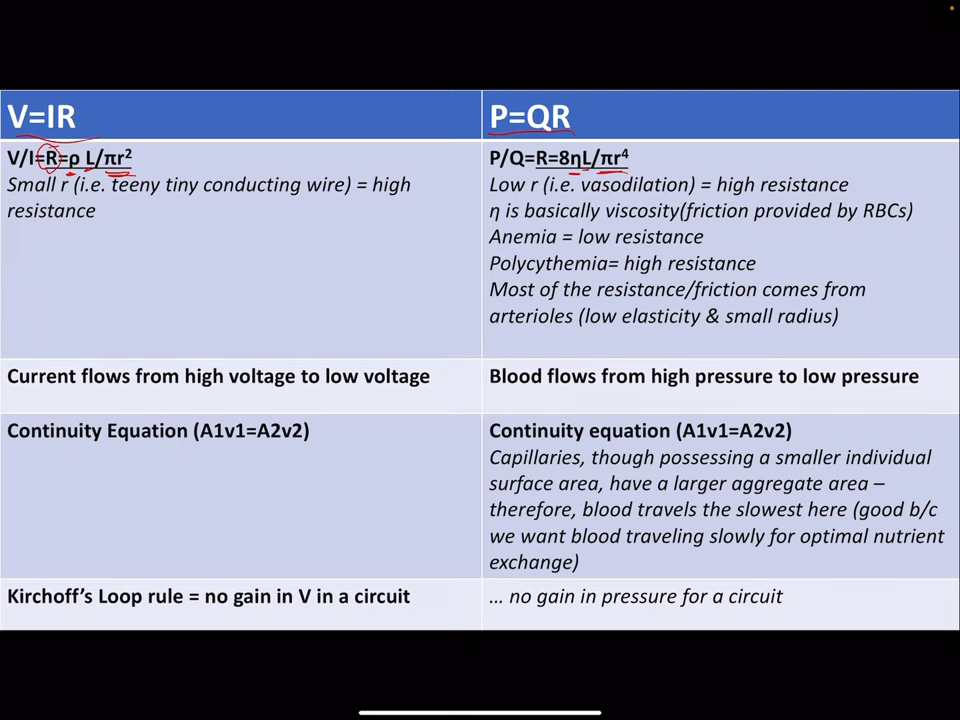 V=IR
P=QR
V/I=R=ρ L/πr²
Small r (i.e. teeny tiny conducting wire) = high
resistance
P/Q=R=8ηL/πr⁴
Low r (i.e. vasodilation) = high resistance
η is basically viscosity(friction provided by RBCs)
Anemia = low resistance
Polycythemia= high resistance
Most of the resistance/friction comes from
arterioles (low elasticity & small radius)
Current flows from high voltage to low voltage
Blood flows from high pressure to low pressure
Continuity Equation (A1v1=A2v2)
Continuity equation (A1v1=A2v2)
Capillaries, though possessing a smaller individual
surface area, have a larger aggregate area –
therefore, blood travels the slowest here (good b/c
we want blood traveling slowly for optimal nutrient
exchange)
Kirchoff's Loop rule = no gain in V in a circuit
... no gain in pressure for a circuit